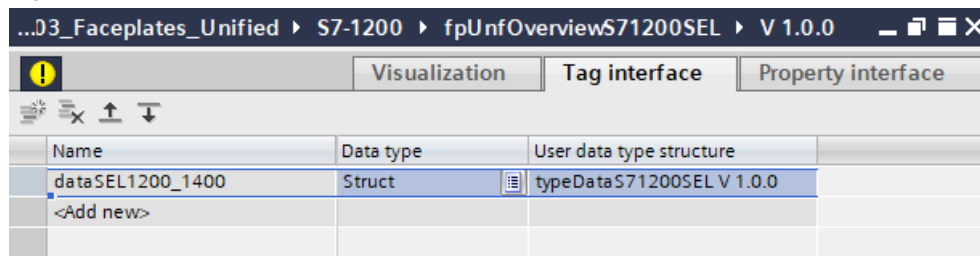 ...03_Faceplates_Unified ▸ S7-1200 ▸ fpUnfOverviewS71200SEL ▸ V 1.0.0
Visualization Tag interface Property interface
Name Data type User data type structure
dataSEL1200_1400 Struct typeDataS71200SEL V 1.0.0
<Add new>